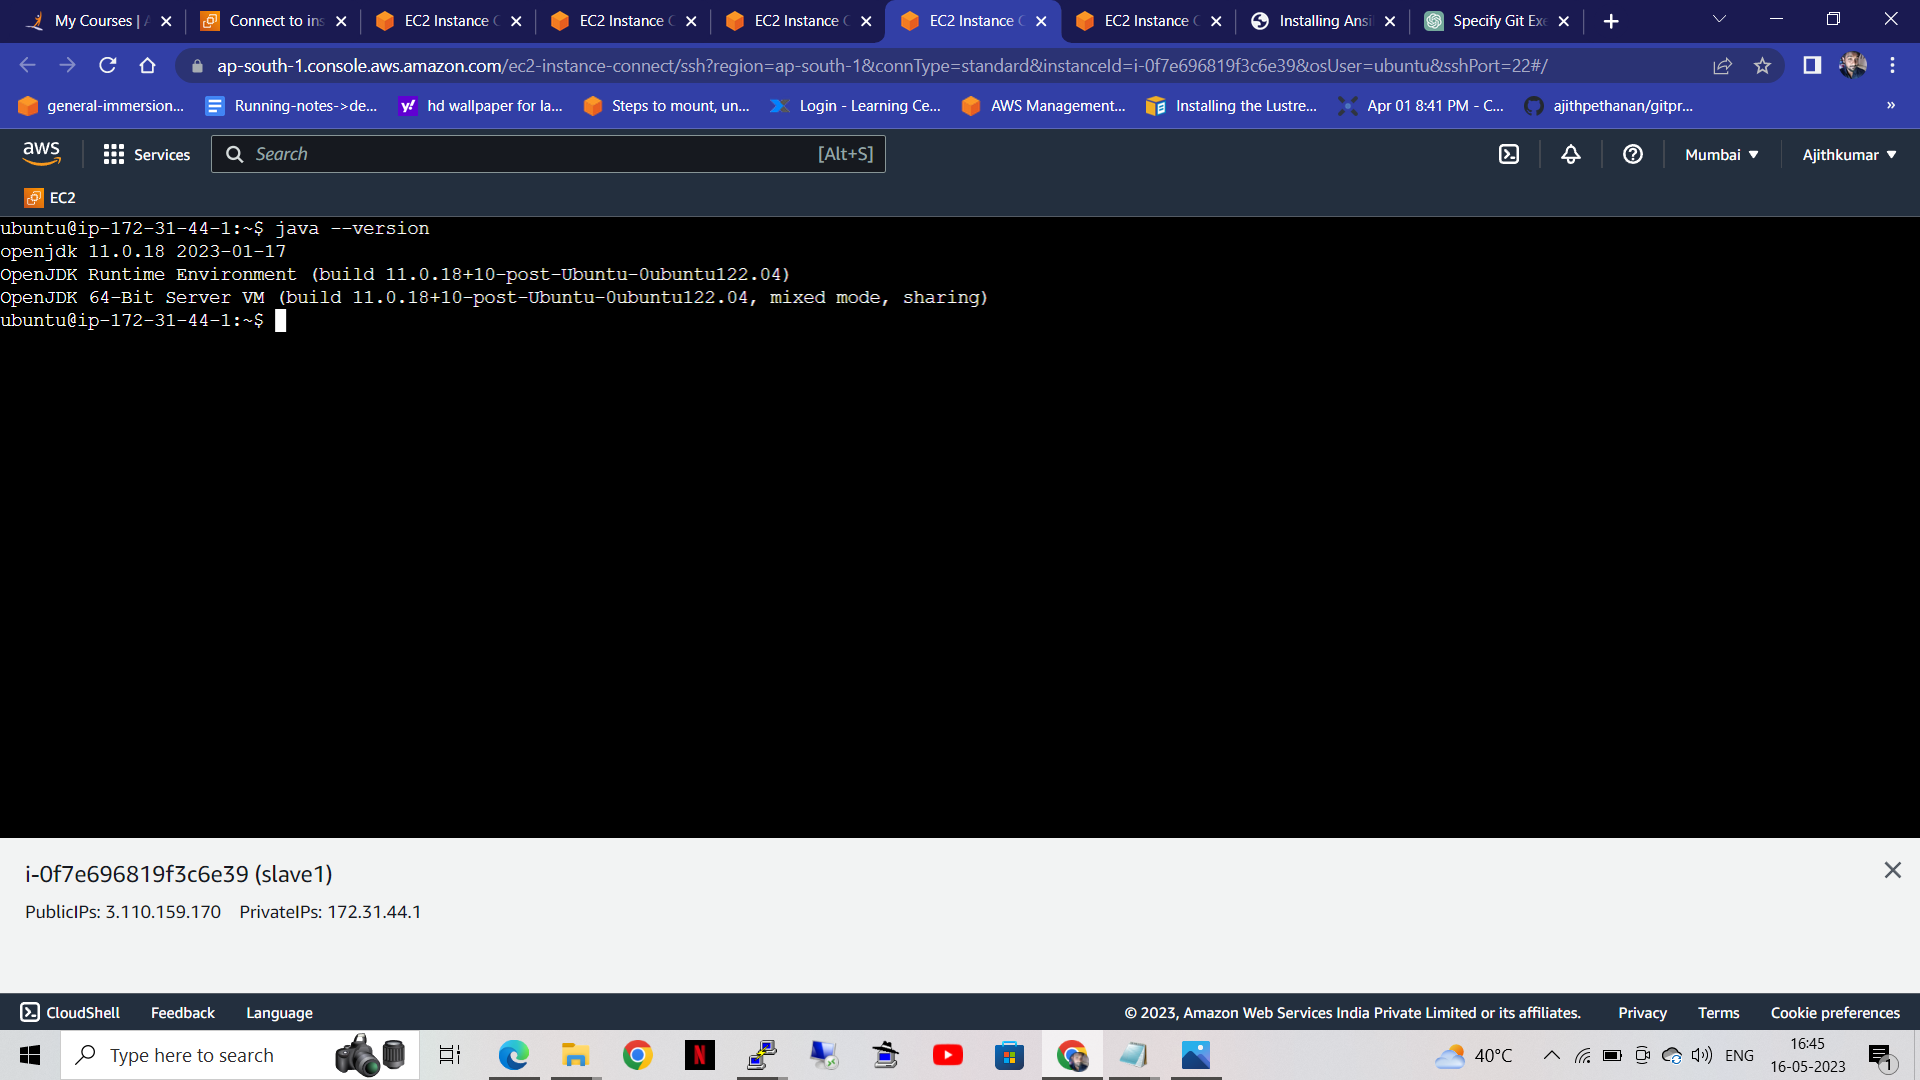 My Courses | A
Connect to ins
EC2 Instance C
EC2 Instance C
EC2 Instance C
EC2 Instance C
EC2 Instance C
Installing Ansi
Specify Git Exe
ap-south-1.console.aws.amazon.com/ec2-instance-connect/ssh?region=ap-south-1&connType=standard&instanceId=i-0f7e696819f3c6e39&osUser=ubuntu&sshPort=22#/
general-immersion...
Running-notes->de...
y!
hd wallpaper for la...
Steps to mount, un...
Login - Learning Ce...
AWS Management...
Installing the Lustre...
Apr 01 8:41 PM - C...
ajithpethanan/gitpr...
»
aws
Services
Search
[Alt+S]
Mumbai
Ajithkumar
EC2
ubuntu@ip-172-31-44-1:~$ java --version
openjdk 11.0.18 2023-01-17
OpenJDK Runtime Environment (build 11.0.18+10-post-Ubuntu-0ubuntu122.04)
OpenJDK 64-Bit Server VM (build 11.0.18+10-post-Ubuntu-0ubuntu122.04, mixed mode, sharing)
ubuntu@ip-172-31-44-1:~$
i-0f7e696819f3c6e39 (slave1)
PublicIPs: 3.110.159.170 PrivateIPs: 172.31.44.1
CloudShell
Feedback
Language
© 2023, Amazon Web Services India Private Limited or its affiliates.
Privacy
Terms
Cookie preferences
Type here to search
N
40°C
ENG
16:45
16-05-2023
1